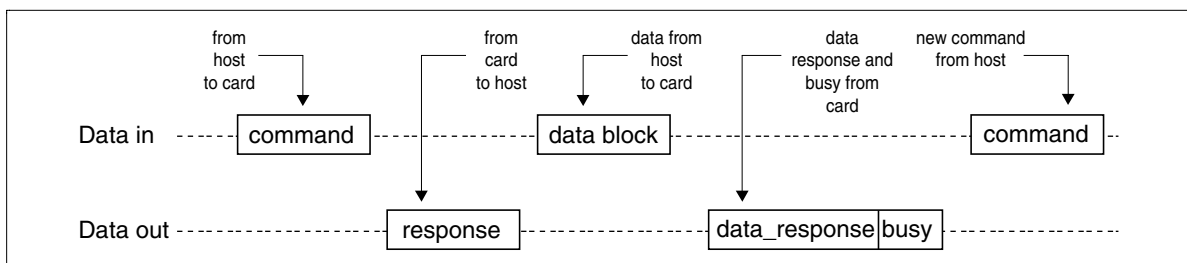 from
host
to card
from
card
to host
data from
host
to card
data
response and
busy from
card
new command
from host
Data in
command
data block
command
Data out
response
data_response
busy